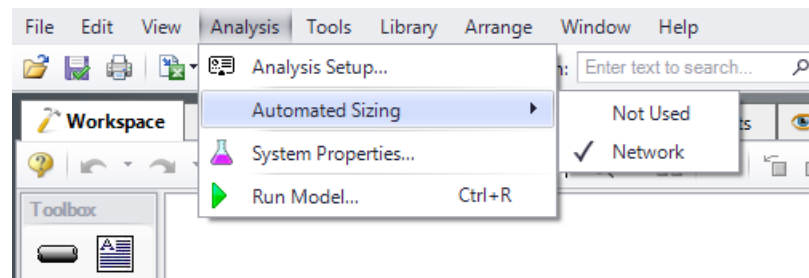 File Edit View Analysis Tools Library Arrange Window Help
Analysis Setup...
Enter text to search...
Automated Sizing
Not Used
Workspace
System Properties...
Network
Run Model... Ctrl+R
Toolbox